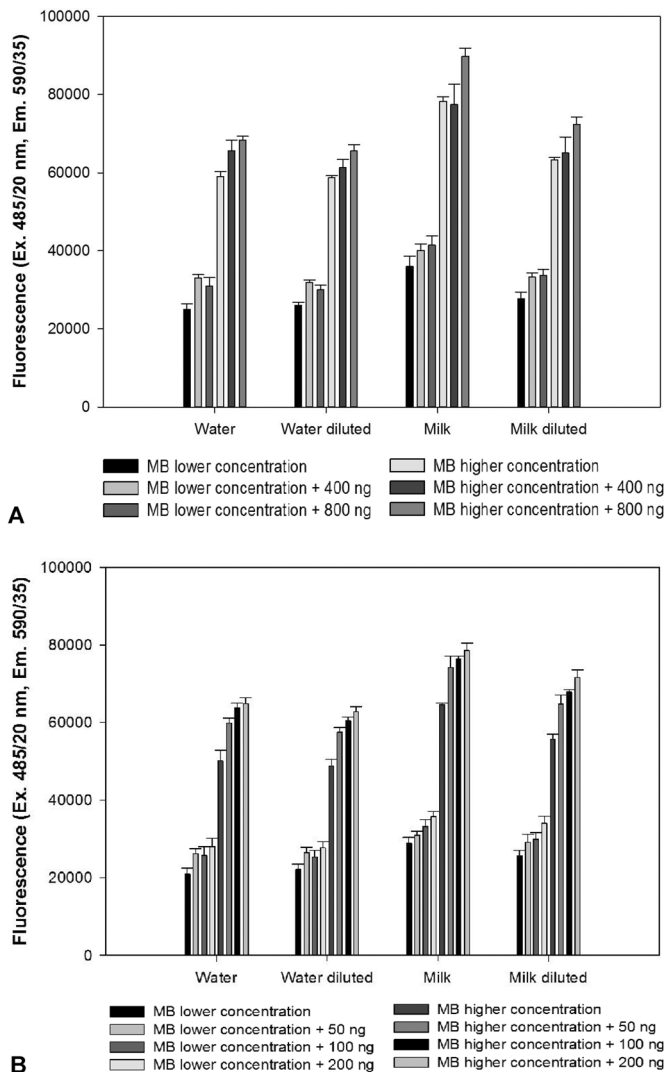 100000
80000
60000
40000
20000
0
Fluorescence (Ex. 485/20 nm, Em. 590/35)
Water Water diluted Milk Milk diluted
MB lower concentration MB higher concentration
MB lower concentration + 400 ng MB higher concentration + 400 ng
MB lower concentration + 800 ng MB higher concentration + 800 ng
A
100000
80000
60000
40000
20000
0
Fluorescence (Ex. 485/20 nm, Em. 590/35)
Water Water diluted Milk Milk diluted
MB lower concentration MB higher concentration
MB lower concentration + 50 ng MB higher concentration + 50 ng
MB lower concentration + 100 ng MB higher concentration + 100 ng
MB lower concentration + 200 ng MB higher concentration + 200 ng
B